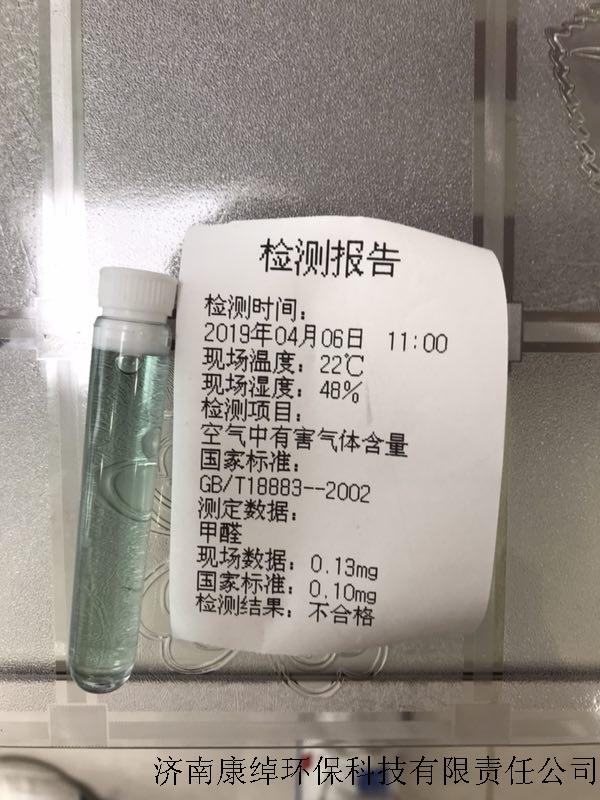 检测报告
检测时间：
2019年04月06日 11:00
现场温度：22℃
现场湿度：48%
检测项目：
空气中有害气体含量
国家标准：
GB/T18883--2002
测定数据：
甲醛
现场数据：0.13mg
国家标准：0.10mg
检测结果：不合格
济南康绰环保科技有限责任公司